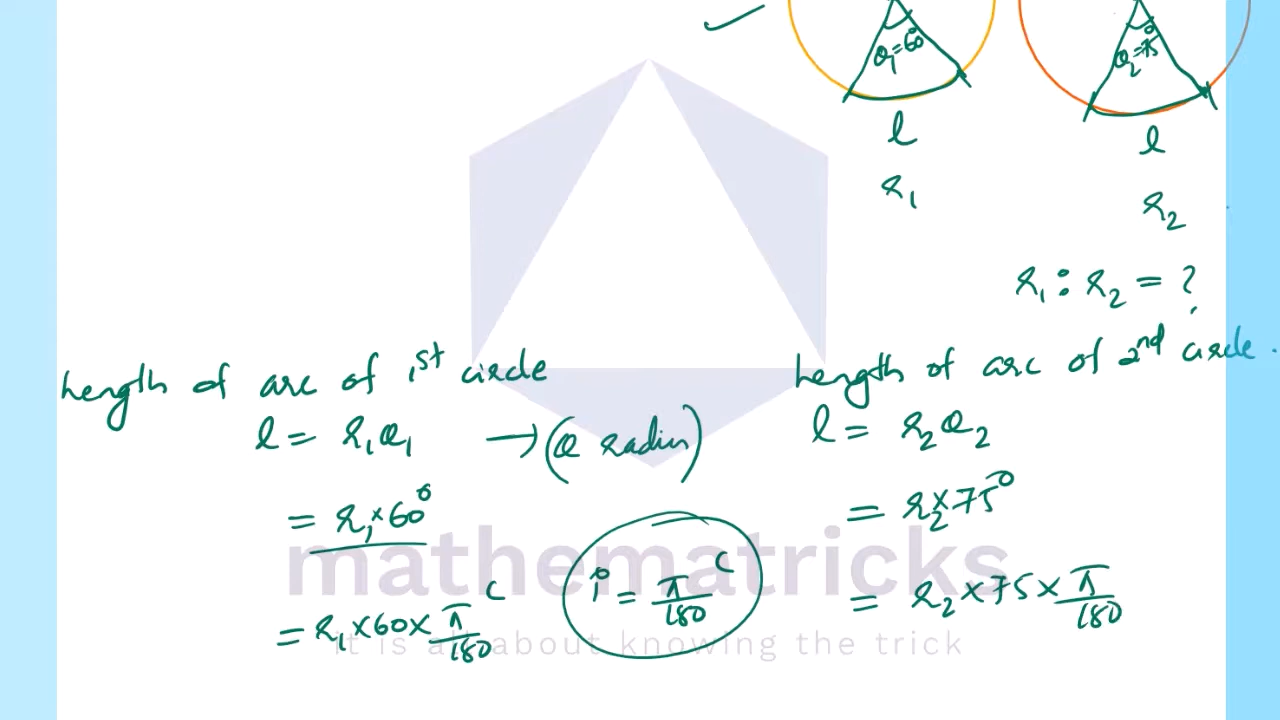 θ₁=60°
θ₂=75°
l
l
r₁
r₂
r₁ : r₂ = ?
Length of arc of 1st circle
Length of arc of 2nd circle.
l = r₁θ₁ → (θ radius)
l = r₂θ₂
= r₁×60°
= r₂×75°
mathematricks
1° = π/180 ᶜ
= r₁×60×π/180 ᶜ
= r₂×75×π/180
it is all about knowing the trick